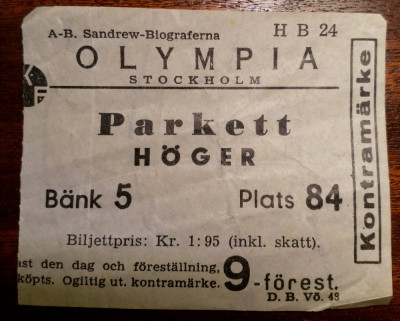 A-B. Sandrew-Biograferna
H B 24
OLYMPIA
STOCKHOLM
Parkett
HÖGER
Bänk 5 Plats 84
Biljettpris: Kr. 1:95 (inkl. skatt).
ast den dag och föreställning,
köpts. Ogiltig ut. kontramärke.
9-förest.
D. B. Vö. 48
Kontramärke